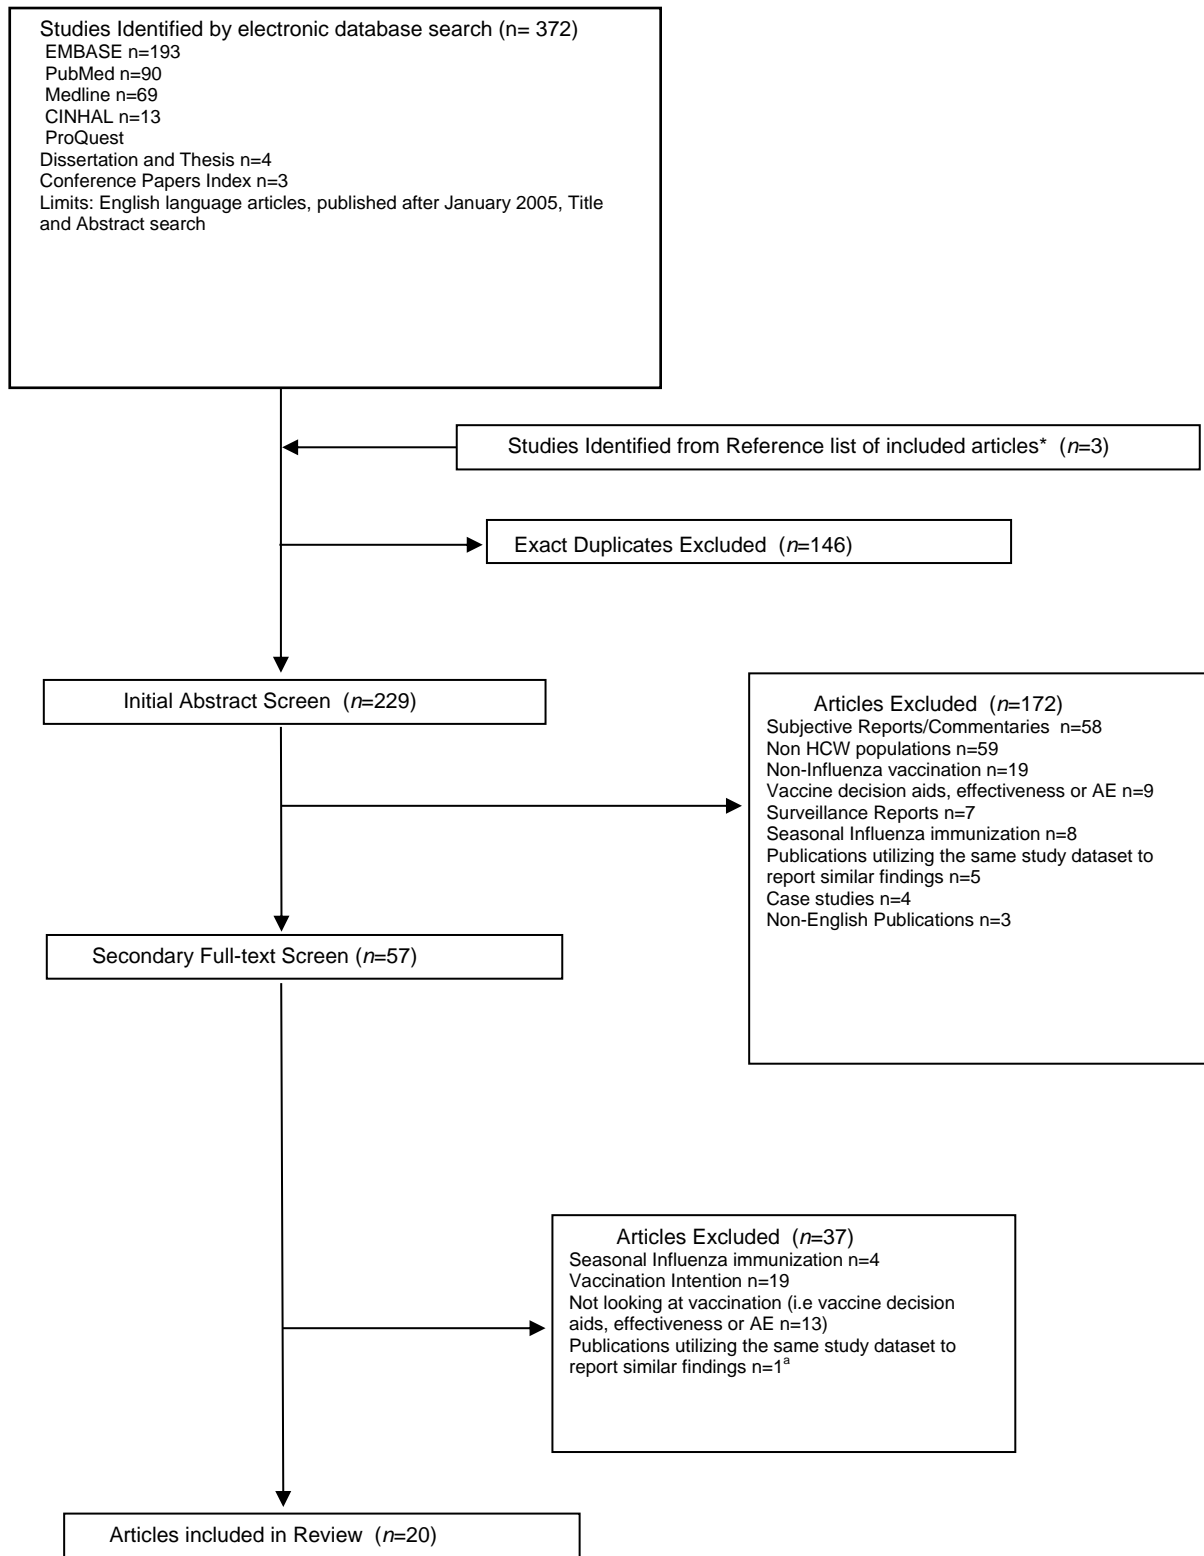 Studies Identified by electronic database search (n= 372)
EMBASE n=193
PubMed n=90
Medline n=69
CINHAL n=13
ProQuest
Dissertation and Thesis n=4
Conference Papers Index n=3
Limits: English language articles, published after January 2005, Title
and Abstract search
Studies Identified from Reference list of included articles* (n=3)
Exact Duplicates Excluded (n=146)
Initial Abstract Screen (n=229)
Articles Excluded (n=172)
Subjective Reports/Commentaries n=58
Non HCW populations n=59
Non-Influenza vaccination n=19
Vaccine decision aids, effectiveness or AE n=9
Surveillance Reports n=7
Seasonal Influenza immunization n=8
Publications utilizing the same study dataset to
report similar findings n=5
Case studies n=4
Non-English Publications n=3
Secondary Full-text Screen (n=57)
Articles Excluded (n=37)
Seasonal Influenza immunization n=4
Vaccination Intention n=19
Not looking at vaccination (i.e vaccine decision
aids, effectiveness or AE n=13)
Publications utilizing the same study dataset to
report similar findings n=1ª
Articles included in Review (n=20)